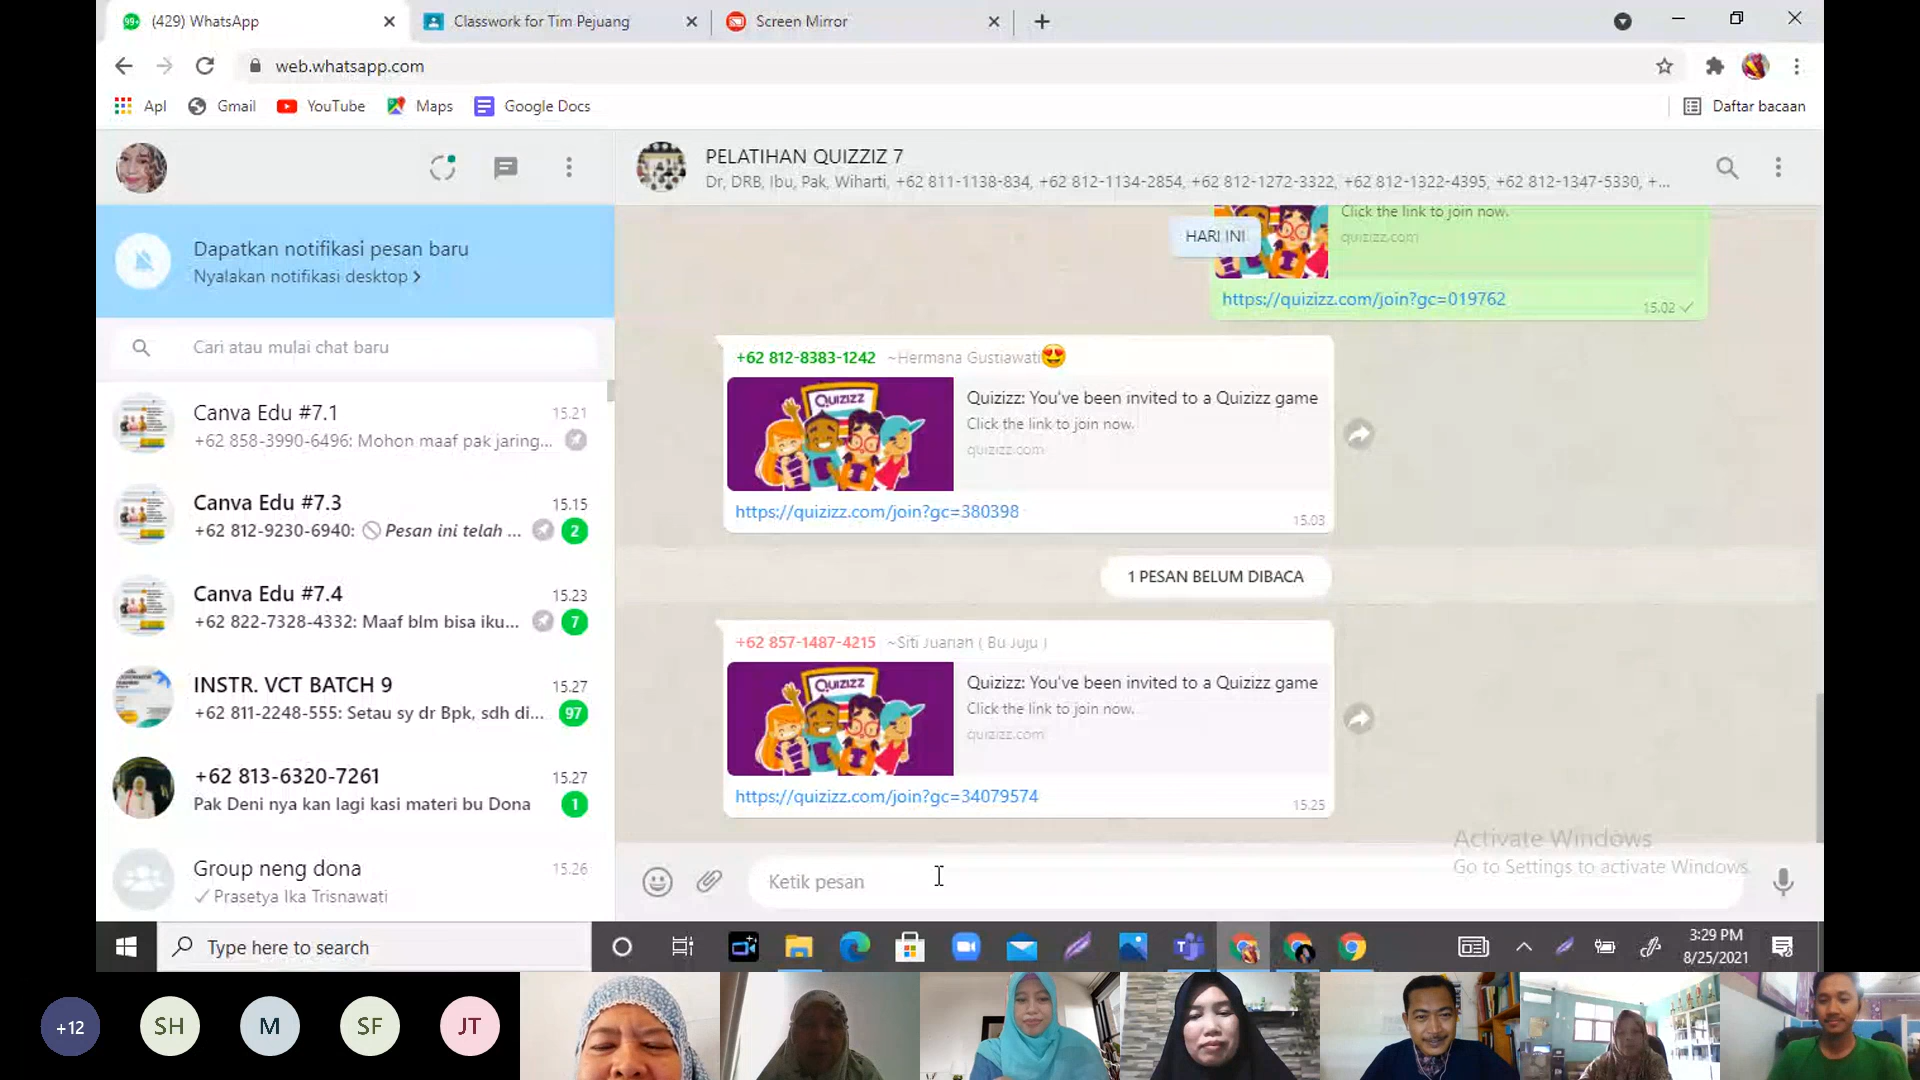 (429) WhatsApp
Classwork for Tim Pejuang
Screen Mirror
web.whatsapp.com
Apl
Gmail
YouTube
Maps
Google Docs
Daftar bacaan
PELATIHAN QUIZZIZ 7
Dr, DRB, Ibu, Pak, Wiharti, +62 811-1138-834, +62 812-1134-2854, +62 812-1272-3322, +62 812-1322-4395, +62 812-1347-5330, +...
Dapatkan notifikasi pesan baru
Nyalakan notifikasi desktop >
Cari atau mulai chat baru
Canva Edu #7.1
15.21
+62 858-3990-6496: Mohon maaf pak jaring...
Canva Edu #7.3
15.15
+62 812-9230-6940: Pesan ini telah ...
2
Canva Edu #7.4
15.23
+62 822-7328-4332: Maaf blm bisa iku...
7
INSTR. VCT BATCH 9
15.27
+62 811-2248-555: Setau sy dr Bpk, sdh di...
97
+62 813-6320-7261
15.27
Pak Deni nya kan lagi kasi materi bu Dona
1
Group neng dona
15.26
✓ Prasetya Ika Trisnawati
Click the link to join now.
HARI INI
quizizz.com
https://quizizz.com/join?gc=019762
15.02 ✓
+62 812-8383-1242 ~Hermana Gustiawati😍
QUIZIZZ
Quizizz: You've been invited to a Quizizz game
Click the link to join now.
quizizz.com
https://quizizz.com/join?gc=380398
15.03
1 PESAN BELUM DIBACA
+62 857-1487-4215 ~Siti Juanah ( Bu Juju )
QUIZIZZ
Quizizz: You've been invited to a Quizizz game
Click the link to join now.
quizizz.com
https://quizizz.com/join?gc=34079574
15.25
Activate Windows
Go to Settings to activate Windows.
Ketik pesan
Type here to search
3:29 PM
8/25/2021
+12
SH
M
SF
JT